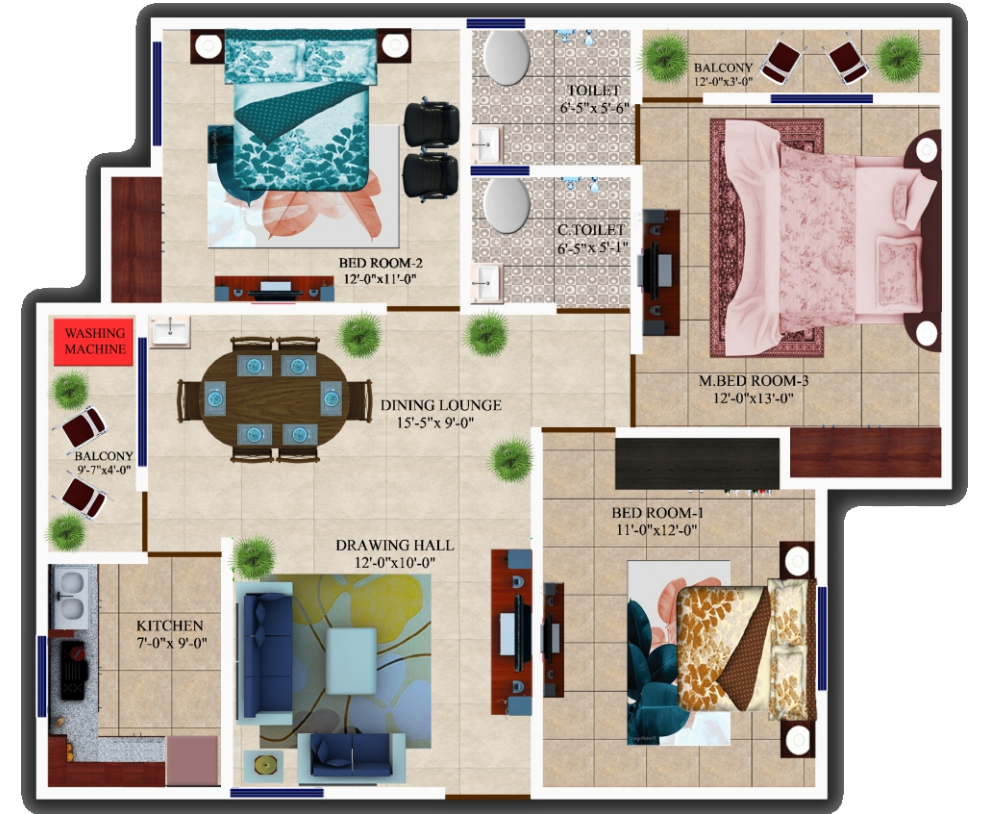 BALCONY
12'-0"x3'-0"
TOILET
6'-5"x 5'-6"
C.TOILET
6'-5"x 5'-1"
BED ROOM-2
12'-0"x11'-0"
WASHING
MACHINE
M.BED ROOM-3
12'-0"x13'-0"
DINING LOUNGE
15'-5"x 9'-0"
BALCONY
9'-7"x4'-0"
BED ROOM-1
11'-0"x12'-0"
DRAWING HALL
12'-0"x10'-0"
KITCHEN
7'-0"x 9'-0"